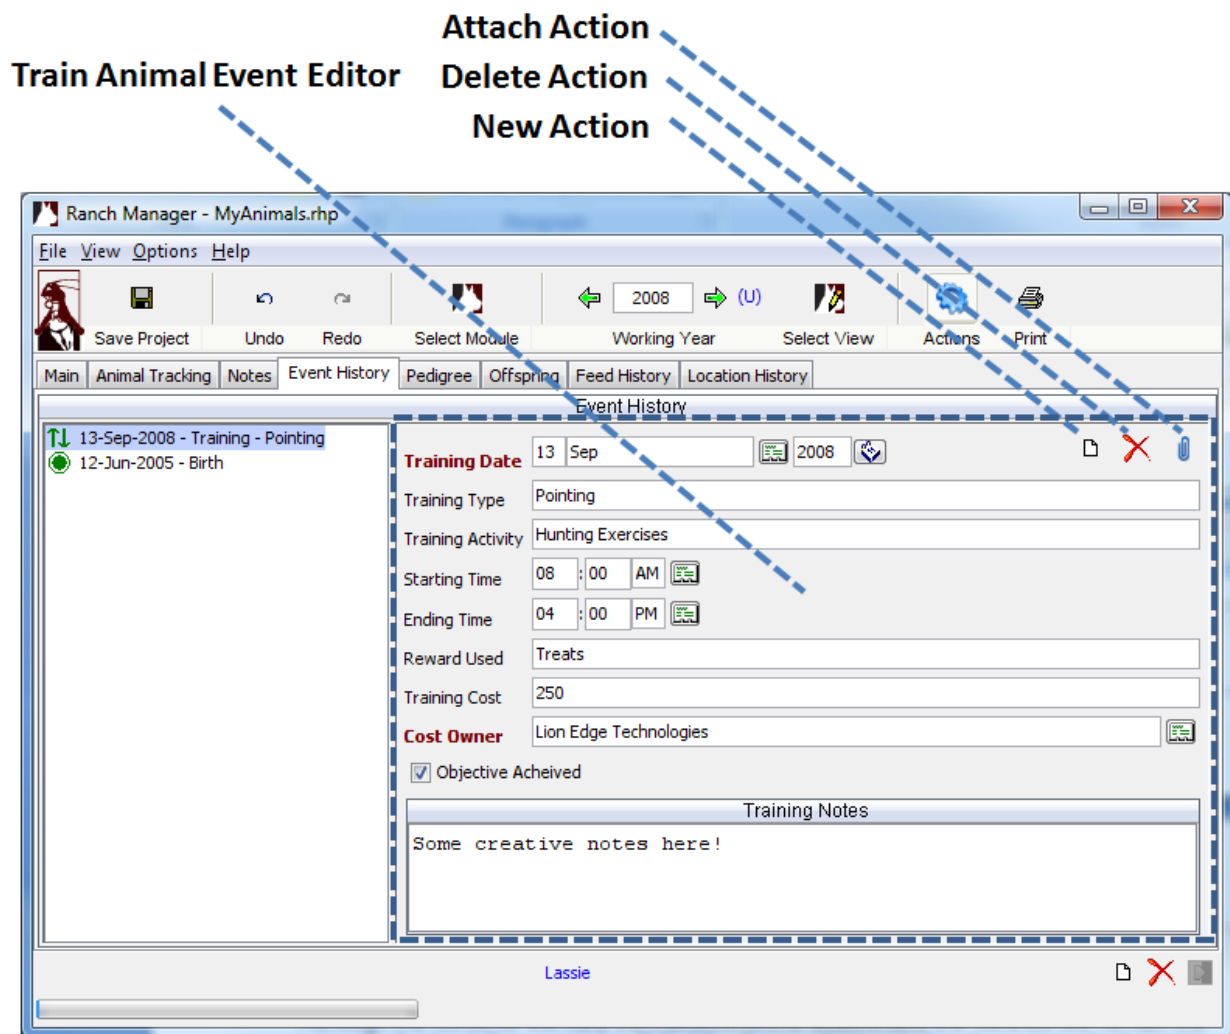 Attach Action
Train Animal Event Editor
Delete Action
New Action
Ranch Manager - MyAnimals.rhp
File View Options Help
2008 (U)
Save Project Undo Redo Select Module Working Year Select View Actions Print
Main Animal Tracking Notes Event History Pedigree Offspring Feed History Location History
Event History
13-Sep-2008 - Training - Pointing
12-Jun-2005 - Birth
Training Date 13 Sep 2008
Training Type Pointing
Training Activity Hunting Exercises
Starting Time 08 : 00 AM
Ending Time 04 : 00 PM
Reward Used Treats
Training Cost 250
Cost Owner Lion Edge Technologies
Objective Acheived
Training Notes
Some creative notes here!
Lassie